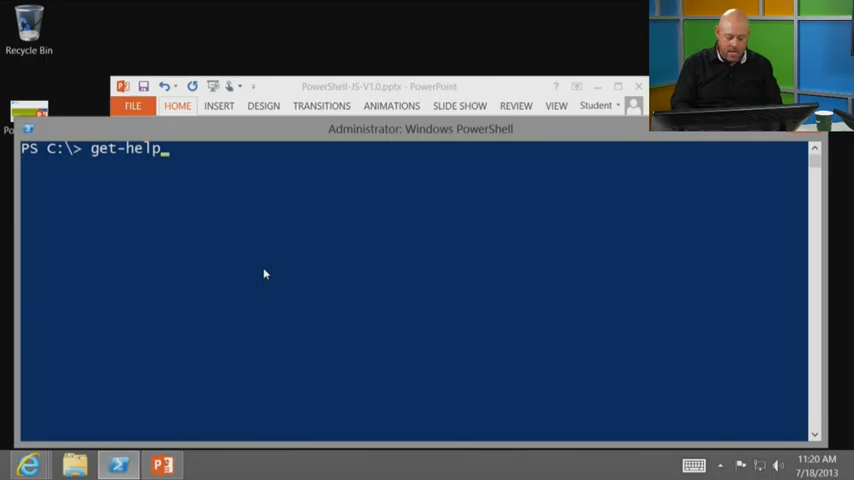 Recycle Bin
PowerShell-JS-V1.0.pptx - PowerPoint
FILE HOME INSERT DESIGN TRANSITIONS ANIMATIONS SLIDE SHOW REVIEW VIEW Student
Administrator: Windows PowerShell
PS C:\> get-help
11:20 AM
7/18/2013